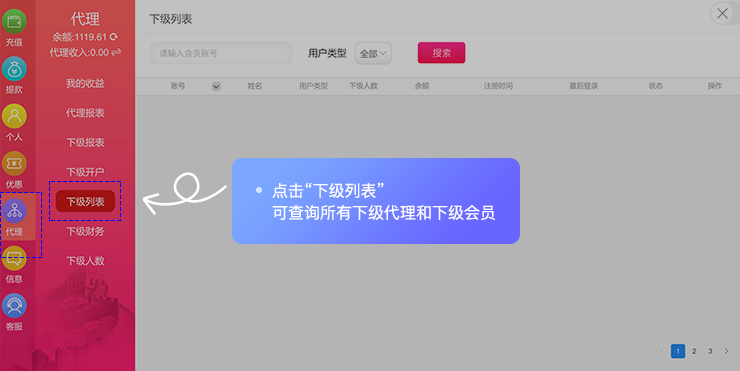 充值
提款
个人
优惠
代理
信息
客服
代理
余额:1119.61
代理收入:0.00
我的收益
代理报表
下级报表
下级开户
下级列表
下级财务
下级人数
下级列表
请输入会员账号
用户类型
全部
搜索
账号 姓名 用户类型 下级人数 余额 注册时间 最后登录 状态 操作
点击“下级列表”
可查询所有下级代理和下级会员
1 2 3